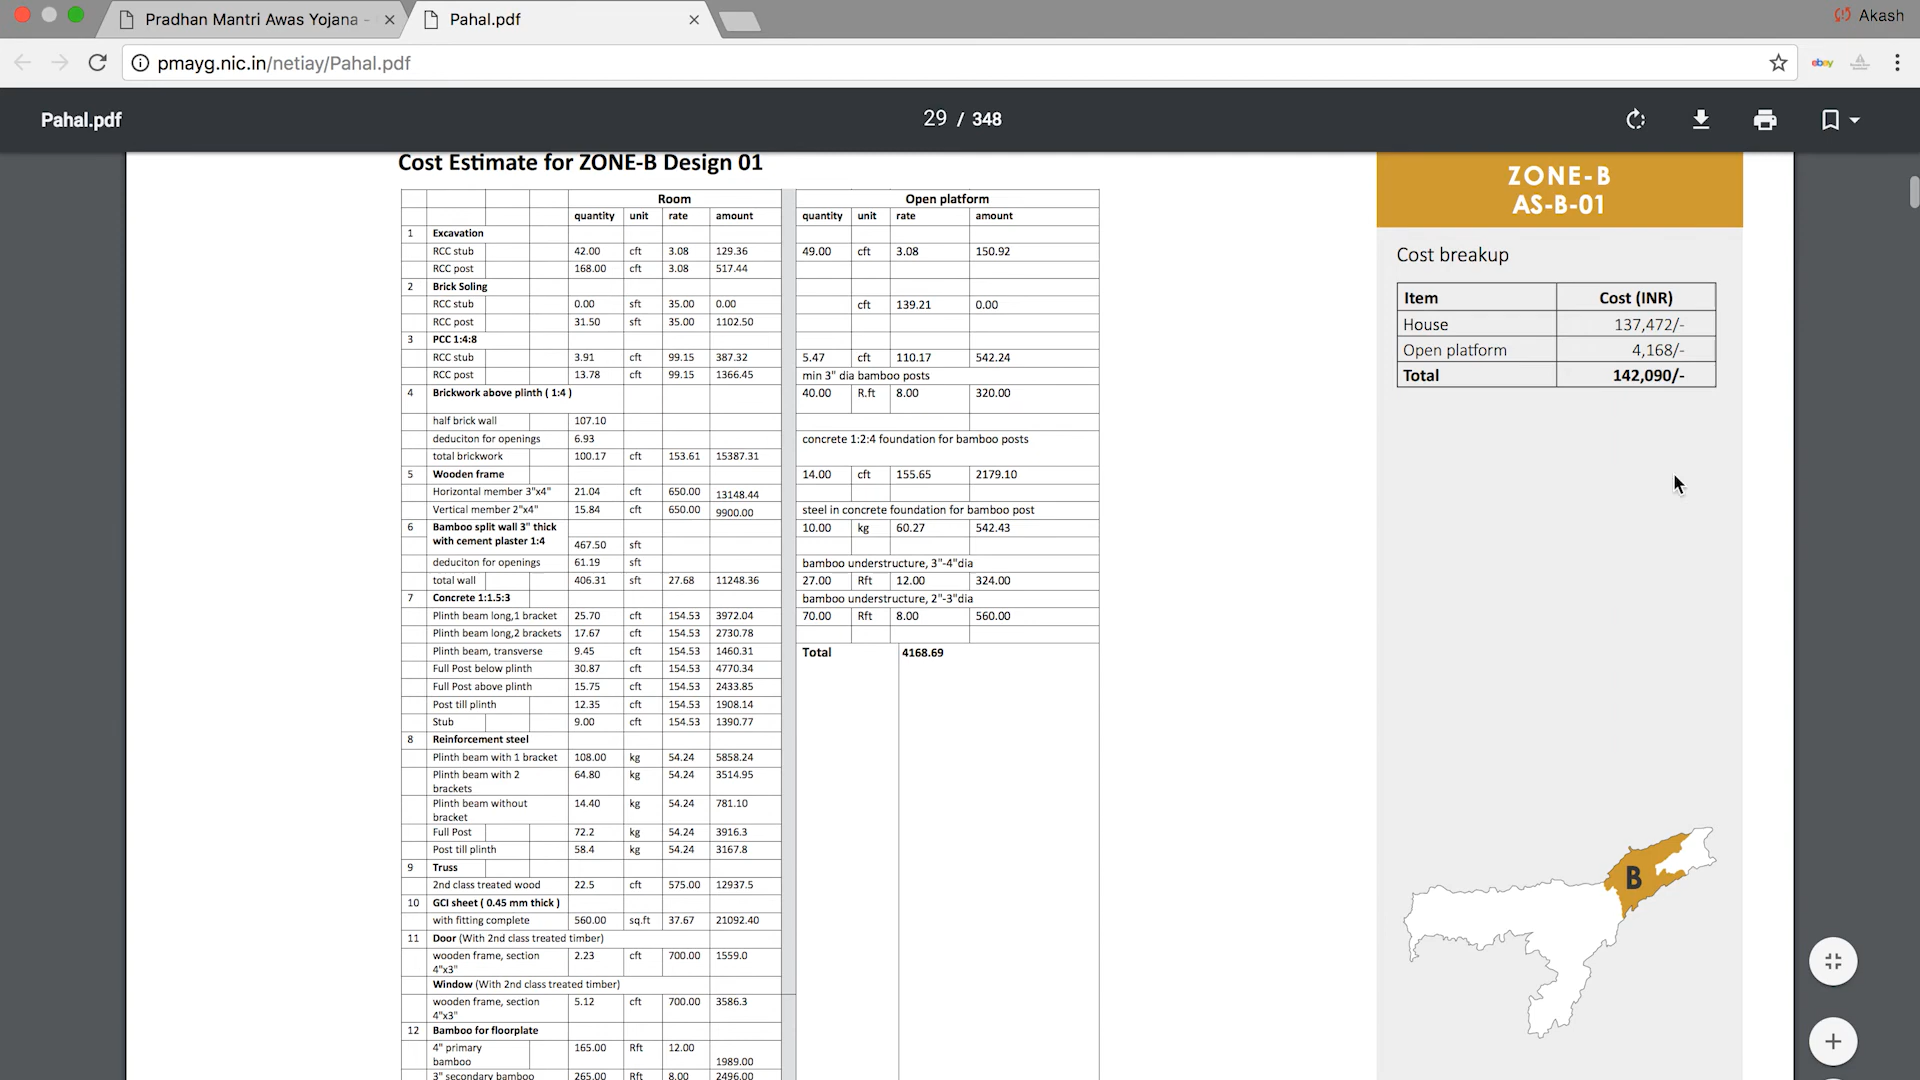 Pradhan Mantri Awas Yojana -
Pahal.pdf
Akash
pmayg.nic.in/netiay/Pahal.pdf
ebay
Pahal.pdf
29 / 348
Cost Estimate for ZONE-B Design 01
Room
quantity unit rate amount
1 Excavation
RCC stub 42.00 cft 3.08 129.36
RCC post 168.00 cft 3.08 517.44
2 Brick Soling
RCC stub 0.00 sft 35.00 0.00
RCC post 31.50 sft 35.00 1102.50
3 PCC 1:4:8
RCC stub 3.91 cft 99.15 387.32
RCC post 13.78 cft 99.15 1366.45
4 Brickwork above plinth ( 1:4 )
half brick wall 107.10
deduciton for openings 6.93
total brickwork 100.17 cft 153.61 15387.31
5 Wooden frame
Horizontal member 3"x4" 21.04 cft 650.00 13148.44
Vertical member 2"x4" 15.84 cft 650.00 9900.00
6 Bamboo split wall 3" thick
with cement plaster 1:4 467.50 sft
deduciton for openings 61.19 sft
total wall 406.31 sft 27.68 11248.36
7 Concrete 1:1.5:3
Plinth beam long,1 bracket 25.70 cft 154.53 3972.04
Plinth beam long,2 brackets 17.67 cft 154.53 2730.78
Plinth beam, transverse 9.45 cft 154.53 1460.31
Full Post below plinth 30.87 cft 154.53 4770.34
Full Post above plinth 15.75 cft 154.53 2433.85
Post till plinth 12.35 cft 154.53 1908.14
Stub 9.00 cft 154.53 1390.77
8 Reinforcement steel
Plinth beam with 1 bracket 108.00 kg 54.24 5858.24
Plinth beam with 2 64.80 kg 54.24 3514.95
brackets
Plinth beam without 14.40 kg 54.24 781.10
bracket
Full Post 72.2 kg 54.24 3916.3
Post till plinth 58.4 kg 54.24 3167.8
9 Truss
2nd class treated wood 22.5 cft 575.00 12937.5
10 GCI sheet ( 0.45 mm thick )
with fitting complete 560.00 sq.ft 37.67 21092.40
11 Door (With 2nd class treated timber)
wooden frame, section 2.23 cft 700.00 1559.0
4"x3"
Window (With 2nd class treated timber)
wooden frame, section 5.12 cft 700.00 3586.3
4"x3"
12 Bamboo for floorplate
4" primary 165.00 Rft 12.00
bamboo 1989.00
3" secondary bamboo 265.00 Rft 8.00 2496.00
Open platform
quantity unit rate amount
49.00 cft 3.08 150.92
cft 139.21 0.00
5.47 cft 110.17 542.24
min 3" dia bamboo posts
40.00 R.ft 8.00 320.00
concrete 1:2:4 foundation for bamboo posts
14.00 cft 155.65 2179.10
steel in concrete foundation for bamboo post
10.00 kg 60.27 542.43
bamboo understructure, 3"-4"dia
27.00 Rft 12.00 324.00
bamboo understructure, 2"-3"dia
70.00 Rft 8.00 560.00
Total 4168.69
ZONE-B
AS-B-01
Cost breakup
Item Cost (INR)
House 137,472/-
Open platform 4,168/-
Total 142,090/-
B